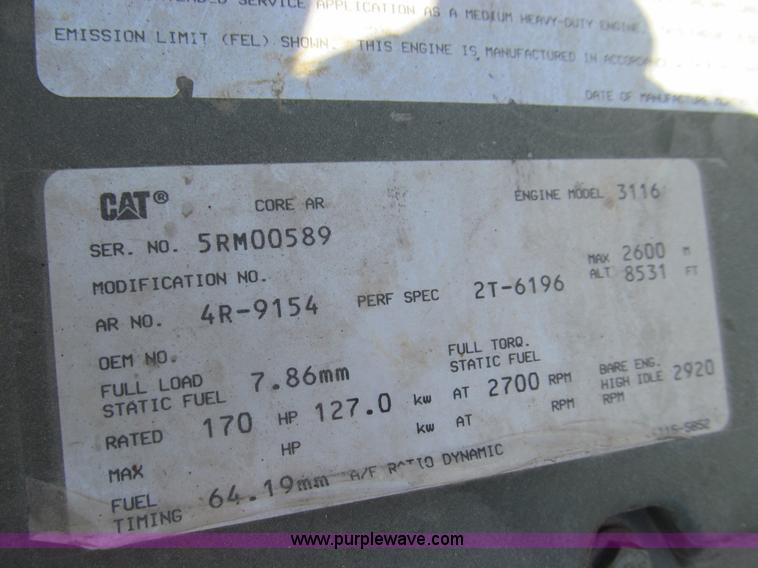 SERVICE APPLICATION AS A MEDIUM HEAVY-DUTY ENGINE.
EMISSION LIMIT (FEL) SHOWN. THIS ENGINE IS MANUFACTURED IN
DATE OF MANUFACTURE
CAT® CORE AR ENGINE MODEL 3116
SER. NO. 5RM00589
MODIFICATION NO.
AR NO. 4R-9154 PERF SPEC 2T-6196 MAX ALT 2600 M 8531 FT
OEM NO.
FULL LOAD STATIC FUEL 7.86mm FULL TORQ. STATIC FUEL BARE ENG. HIGH IDLE RPM 2920
RATED 170 HP 127.0 kw AT 2700 RPM
MAX HP kw AT RPM
FUEL TIMING 64.19mm A/F RATIO DYNAMIC
www.purplewave.com